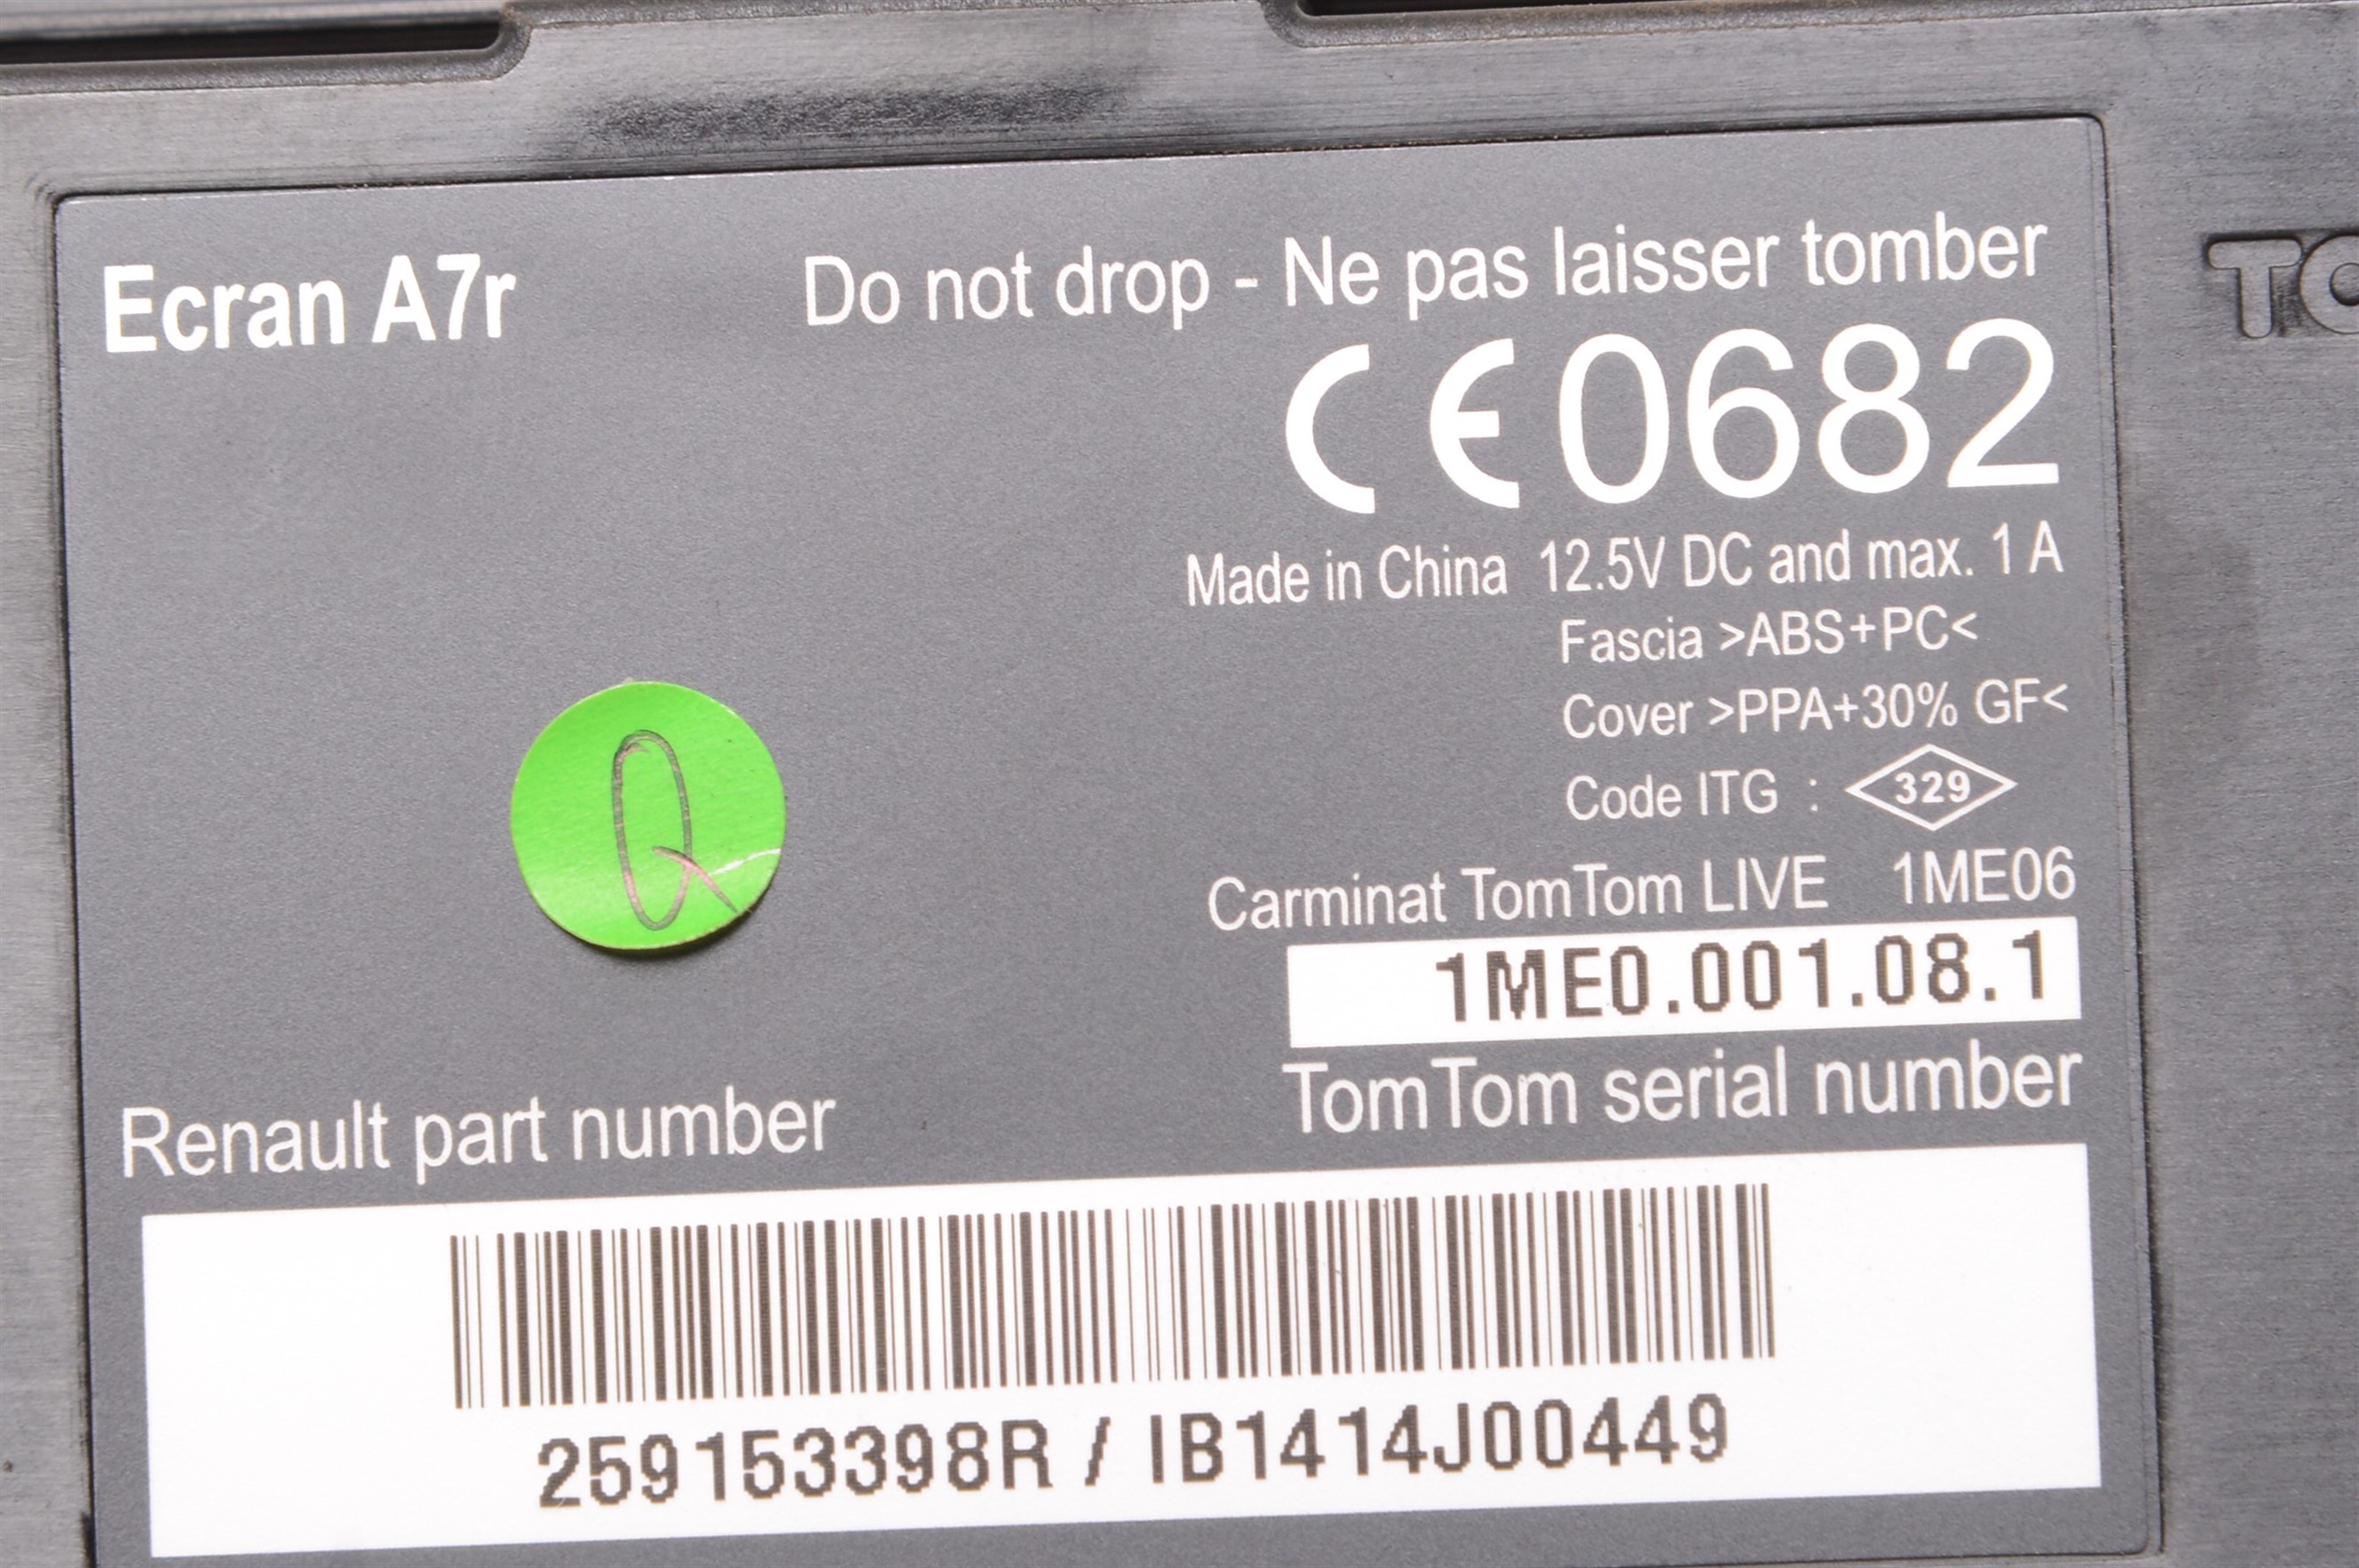 Ecran A7r
Do not drop - Ne pas laisser tomber
CE0682
Made in China 12.5V DC and max. 1 A
Fascia >ABS+PC<
Cover >PPA+30% GF<
Code ITG : 329
Carminat TomTom LIVE 1ME06
1ME0.001.08.1
Renault part number
TomTom serial number
259153398R / IB1414J00449
Q